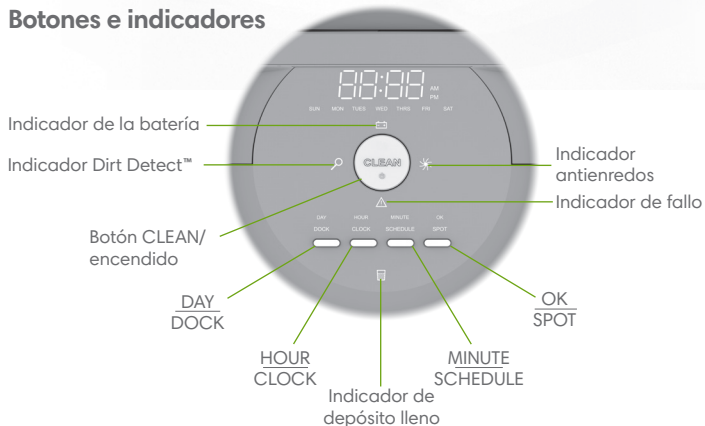 Botones e indicadores
88:88 AM
PM
SUN MON TUES WED THRS FRI SAT
Indicador de la batería
Indicador Dirt Detect™
CLEAN
Indicador
antienredos
Indicador de fallo
DAY HOUR MINUTE OK
DOCK CLOCK SCHEDULE SPOT
Botón CLEAN/
encendido
DAY
DOCK
OK
SPOT
HOUR
CLOCK
MINUTE
SCHEDULE
Indicador de
depósito lleno